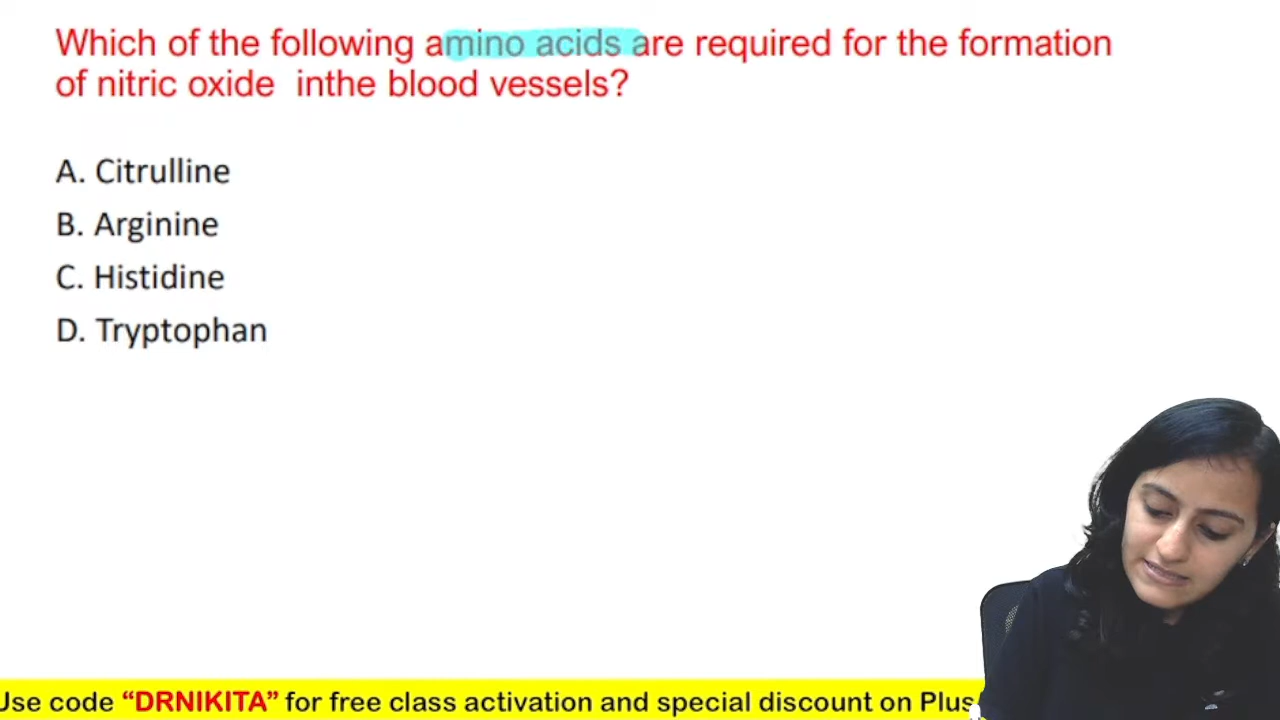 Which of the following amino acids are required for the formation
of nitric oxide  inthe blood vessels?
A. Citrulline
B. Arginine
C. Histidine
D. Tryptophan
Use code “DRNIKITA” for free class activation and special discount on Plus